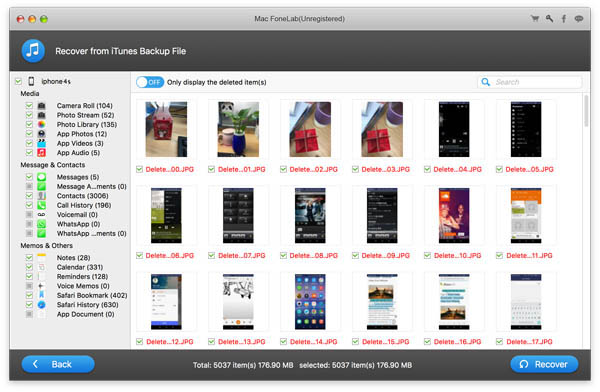 Mac FoneLab(Unregistered)
Recover from iTunes Backup File
iphone4s
Media
Camera Roll (104)
Photo Stream (52)
Photo Library (135)
App Photos (12)
App Videos (3)
App Audio (5)
Message & Contacts
Messages (5)
Message A...ments (0)
Contacts (3006)
Call History (196)
Voicemail (0)
WhatsApp (0)
WhatsApp ...ments (0)
Memos & Others
Notes (28)
Calendar (331)
Reminders (128)
Voice Memos (0)
Safari Bookmark (402)
Safari History (630)
App Document (0)
OFF Only display the deleted item(s)
Search
Delete...00.JPG Delete...01.JPG Delete...02.JPG Delete...03.JPG Delete...04.JPG Delete...05.JPG
Delete...06.JPG Delete...07.JPG Delete...08.JPG Delete...09.JPG Delete...10.JPG Delete...11.JPG
Delete...12.JPG Delete...13.JPG Delete...14.JPG Delete...15.JPG Delete...16.JPG Delete...17.JPG
Back
Total: 5037 item(s) 176.90 MB selected: 5037 item(s) 176.90 MB
Recover